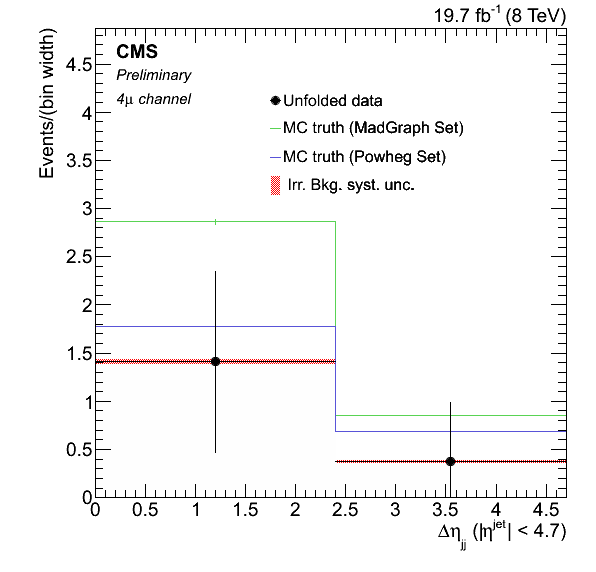 19.7 fb⁻¹ (8 TeV)
CMS
Preliminary
4μ channel
Unfolded data
MC truth (MadGraph Set)
MC truth (Powheg Set)
Irr. Bkg. syst. unc.
Events/(bin width)
4.5
4
3.5
3
2.5
2
1.5
1
0.5
0
0 0.5 1 1.5 2 2.5 3 3.5 4 4.5
Δη_jj (|η^jet| < 4.7)